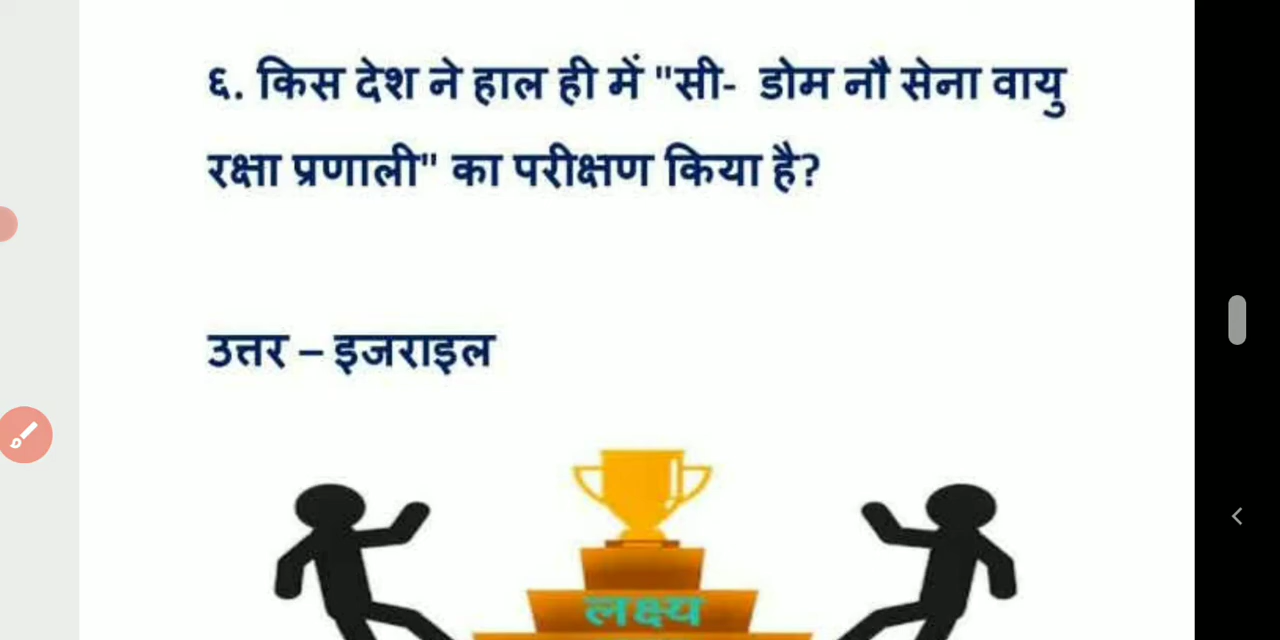 ६. किस देश ने हाल ही में "सी- डोम नौ सेना वायु
रक्षा प्रणाली" का परीक्षण किया है?
उत्तर – इजराइल
लक्ष्य